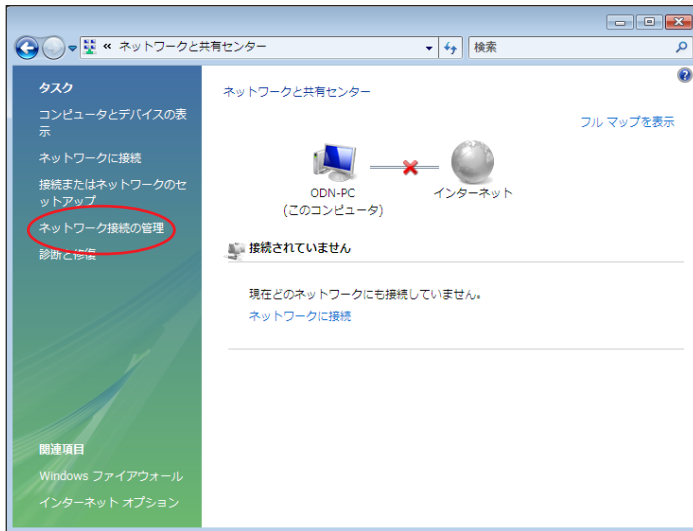 « ネットワークと共有センター
検索
タスク
コンピュータとデバイスの表
示
ネットワークに接続
接続またはネットワークのセ
ットアップ
ネットワーク接続の管理
診断と修復
関連項目
Windows ファイアウォール
インターネット オプション
ネットワークと共有センター
フル マップを表示
ODN-PC
(このコンピュータ)
インターネット
接続されていません
現在どのネットワークにも接続していません。
ネットワークに接続